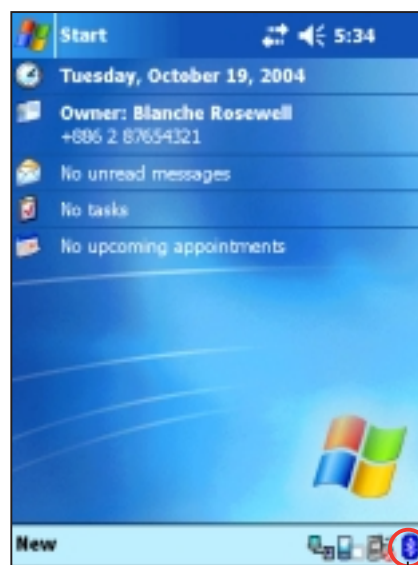 Start 5:34
Tuesday, October 19, 2004
Owner: Blanche Rosewell
+886 2 87654321
No unread messages
No tasks
No upcoming appointments
New